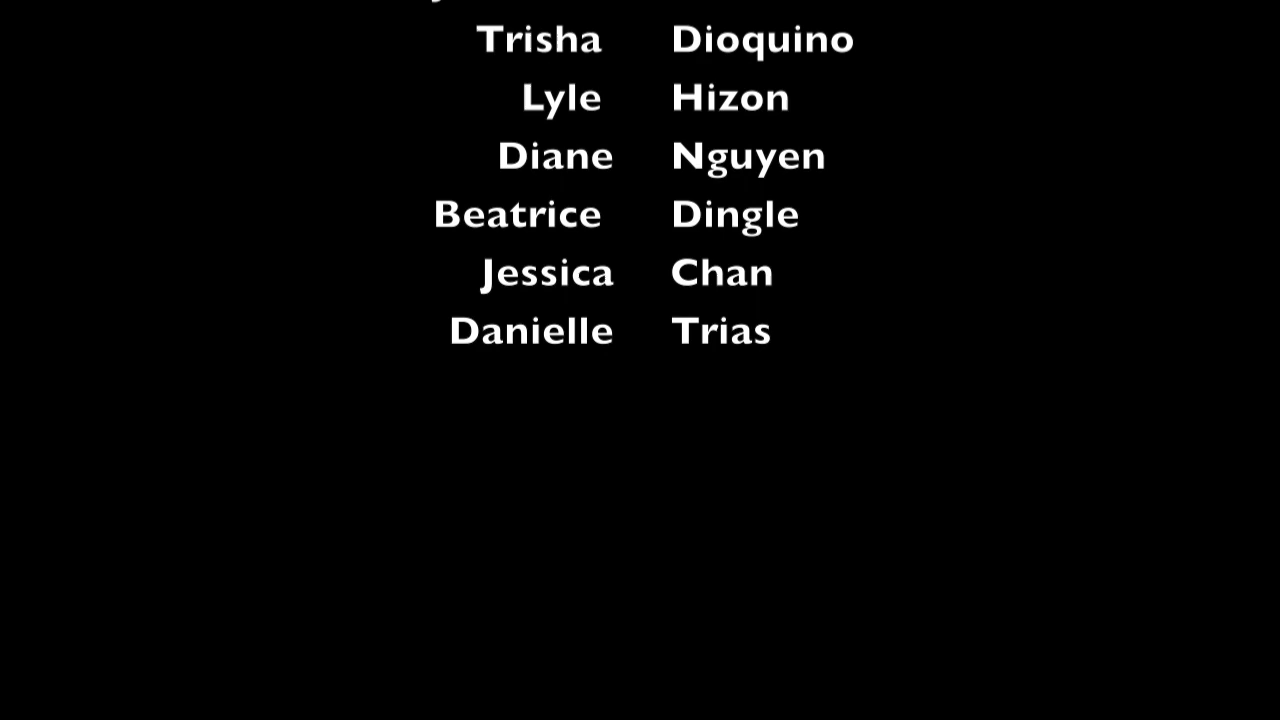 Trisha Dioquino
Lyle Hizon
Diane Nguyen
Beatrice Dingle
Jessica Chan
Danielle Trias